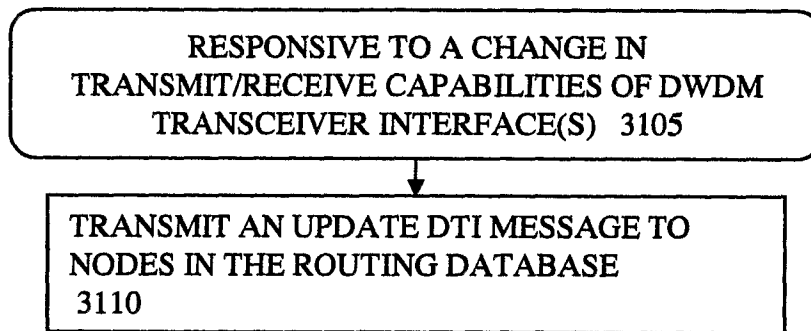 RESPONSIVE TO A CHANGE IN
TRANSMIT/RECEIVE CAPABILITIES OF DWDM
TRANSCEIVER INTERFACE(S) 3105
TRANSMIT AN UPDATE DTI MESSAGE TO
NODES IN THE ROUTING DATABASE
3110